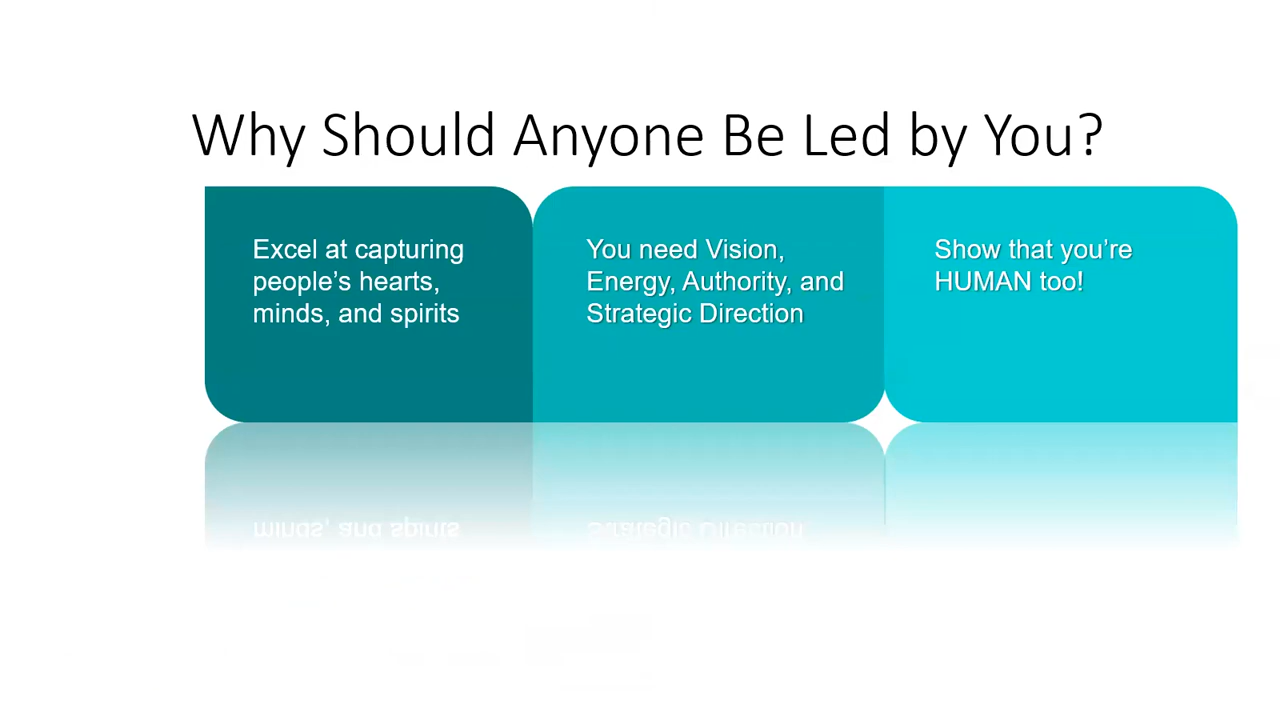 Why Should Anyone Be Led by You?
Excel at capturing
people’s hearts,
minds, and spirits
You need Vision,
Energy, Authority, and
Strategic Direction
Show that you’re
HUMAN too!